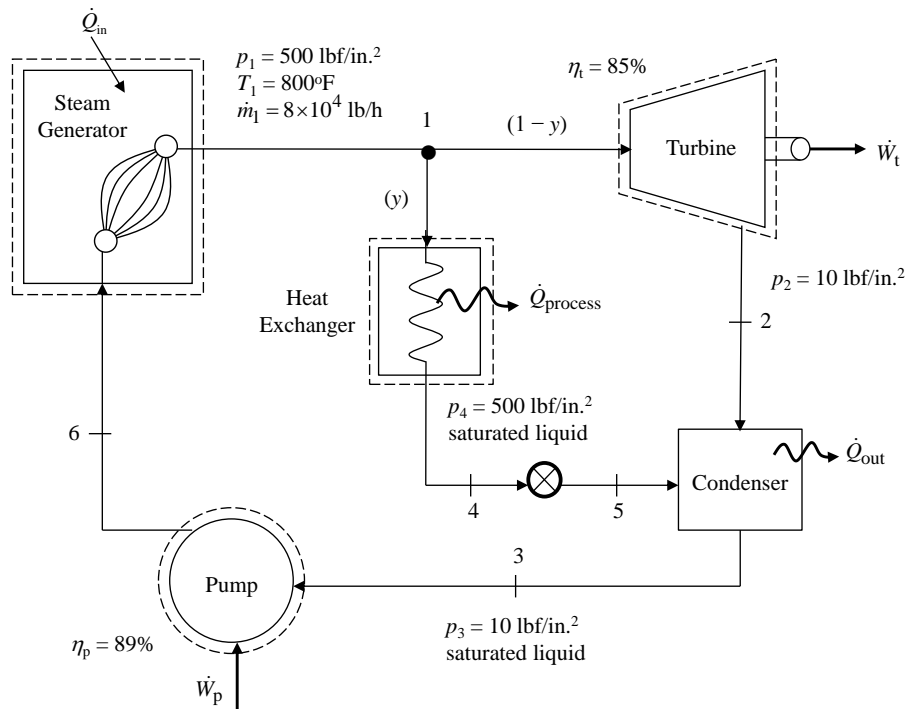 Q̇in
p1 = 500 lbf/in.²
T1 = 800°F
ṁ1 = 8×10⁴ lb/h
Steam
Generator
1
(1 – y)
ηt = 85%
Turbine
Ẇt
(y)
p2 = 10 lbf/in.²
Heat
Exchanger
Q̇process
2
p4 = 500 lbf/in.²
saturated liquid
6
Q̇out
Condenser
4
5
3
Pump
p3 = 10 lbf/in.²
saturated liquid
ηp = 89%
Ẇp